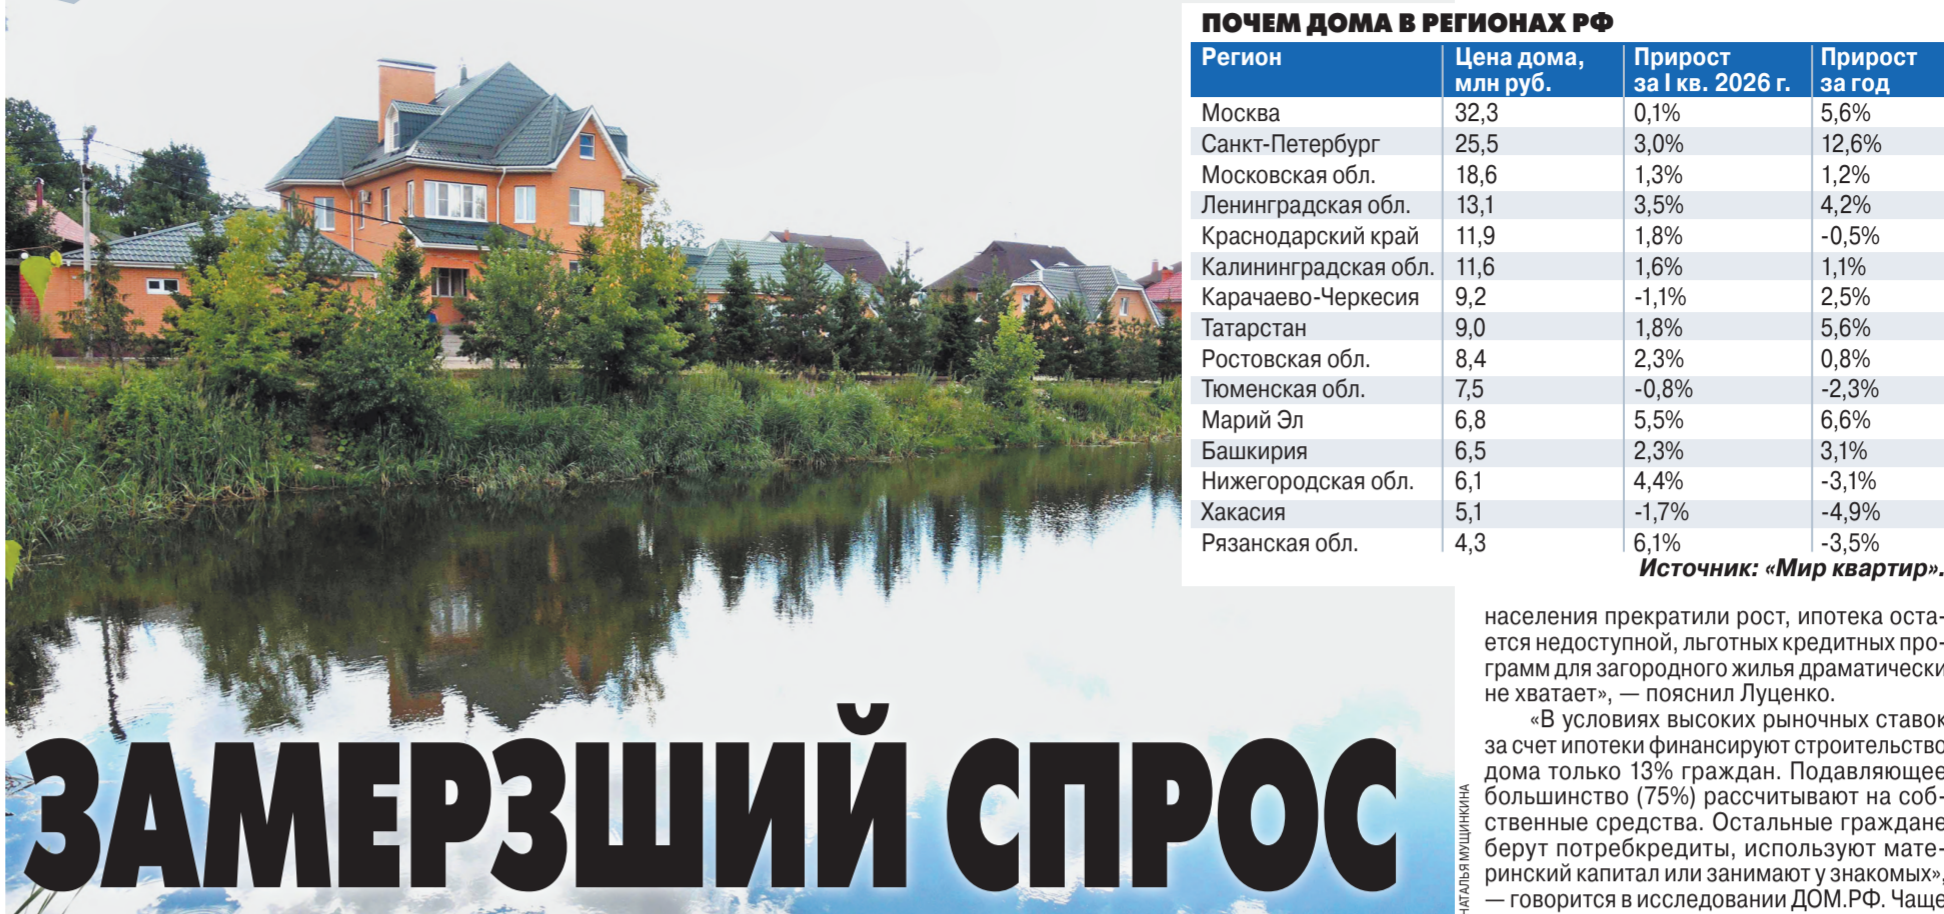 ПОЧЕМ ДОМА В РЕГИОНАХ РФ
Регион Цена дома, млн руб. Прирост за I кв. 2026 г. Прирост за год
Москва 32,3 0,1% 5,6%
Санкт-Петербург 25,5 3,0% 12,6%
Московская обл. 18,6 1,3% 1,2%
Ленинградская обл. 13,1 3,5% 4,2%
Краснодарский край 11,9 1,8% -0,5%
Калининградская обл. 11,6 1,6% 1,1%
Карачаево-Черкесия 9,2 -1,1% 2,5%
Татарстан 9,0 1,8% 5,6%
Ростовская обл. 8,4 2,3% 0,8%
Тюменская обл. 7,5 -0,8% -2,3%
Марий Эл 6,8 5,5% 6,6%
Башкирия 6,5 2,3% 3,1%
Нижегородская обл. 6,1 4,4% -3,1%
Хакасия 5,1 -1,7% -4,9%
Рязанская обл. 4,3 6,1% -3,5%
Источник: «Мир квартир».
ЗАМЕРЗШИЙ СПРОС
НАТАЛЬЯ МУЩИНКИНА
населения прекратили рост, ипотека оста-
ется недоступной, льготных кредитных про-
грамм для загородного жилья драматически
не хватает», — пояснил Луценко.
«В условиях высоких рыночных ставок
за счет ипотеки финансируют строительство
дома только 13% граждан. Подавляющее
большинство (75%) рассчитывают на соб-
ственные средства. Остальные граждане
берут потребкредиты, используют мате-
ринский капитал или занимают у знакомых»,
— говорится в исследовании ДОМ.РФ. Чаще